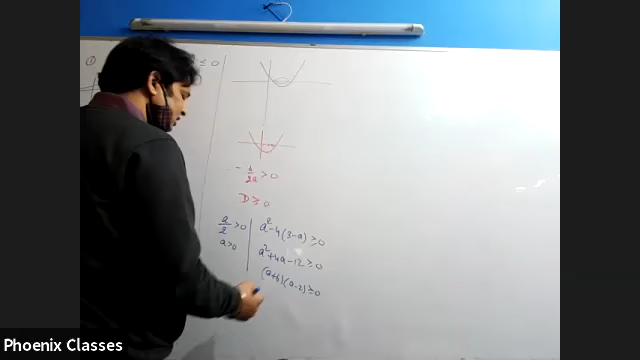 ① ≤ 0
- b/2a > 0
D ≥ 0
a/2 > 0
a > 0
a² - 4(3-a) ≥ 0
a² + 4a - 12 ≥ 0
(a+6)(a-2) ≥ 0
Phoenix Classes